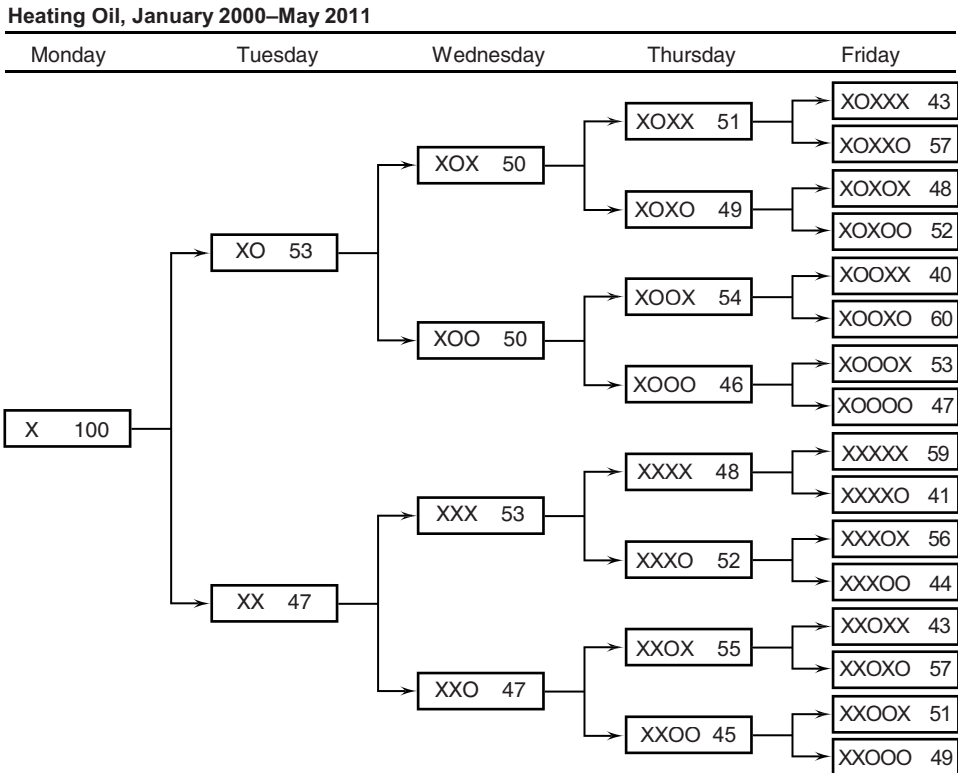 Heating Oil, January 2000–May 2011
Monday Tuesday Wednesday Thursday Friday
XOXXX 43
XOXX 51
XOXXO 57
XOX 50
XOXOX 48
XOXO 49
XOXOO 52
XO 53
XOOXX 40
XOOX 54
XOOXO 60
XOO 50
XOOOX 53
XOOO 46
XOOOO 47
X 100
XXXXX 59
XXXX 48
XXXXO 41
XXX 53
XXXOX 56
XXXO 52
XXXOO 44
XX 47
XXOXX 43
XXOX 55
XXOXO 57
XXO 47
XXOOX 51
XXOO 45
XXOOO 49